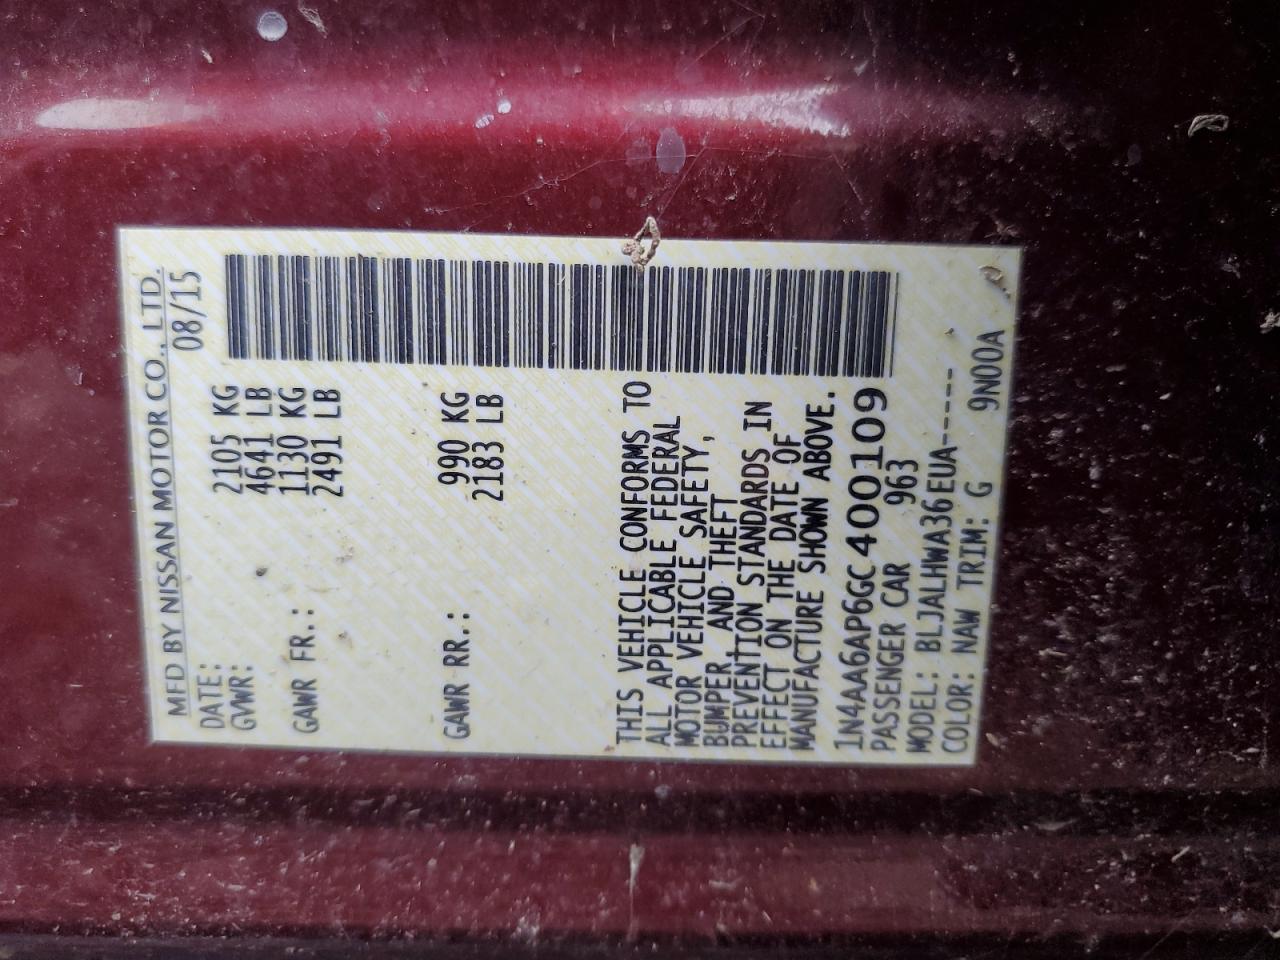 MFD BY NISSAN MOTOR CO., LTD.
DATE: 08/15
GVWR: 2105 KG
4641 LB
GAWR FR.: 1130 KG
2491 LB
GAWR RR.: 990 KG
2183 LB
THIS VEHICLE CONFORMS TO
ALL APPLICABLE FEDERAL
MOTOR VEHICLE SAFETY,
BUMPER AND THEFT
PREVENTION STANDARDS IN
EFFECT ON THE DATE OF
MANUFACTURE SHOWN ABOVE.
1N4AA6AP6GC400109
PASSENGER CAR 963
MODEL: BLJALHWA36EUA-----
COLOR: NAW TRIM: G 9N00A